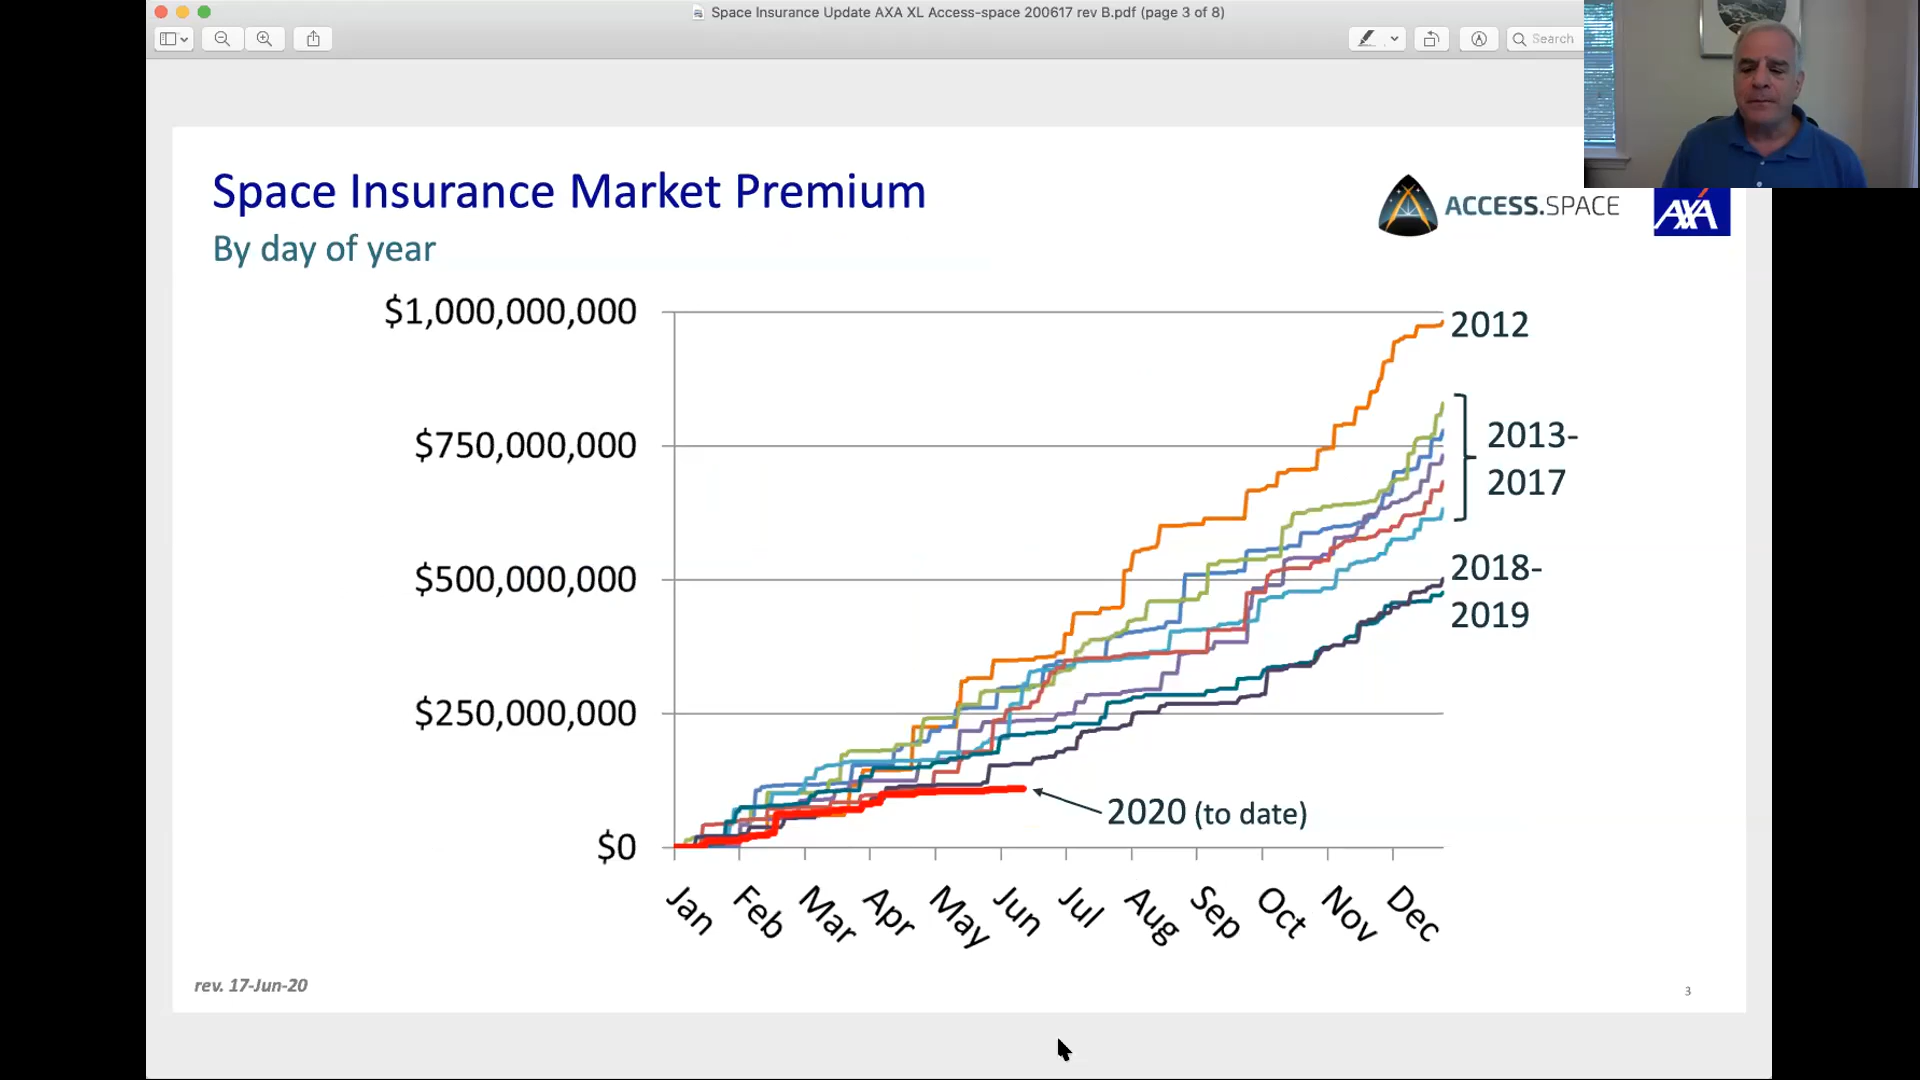 Space Insurance Update AXA XL Access-space 200617 rev B.pdf (page 3 of 8)
Search
Space Insurance Market Premium
By day of year
ACCESS.SPACE
AXA
$1,000,000,000
$750,000,000
$500,000,000
$250,000,000
$0
2012
2013-
2017
2018-
2019
2020 (to date)
Jan Feb Mar Apr May Jun Jul Aug Sep Oct Nov Dec
rev. 17-Jun-20
3